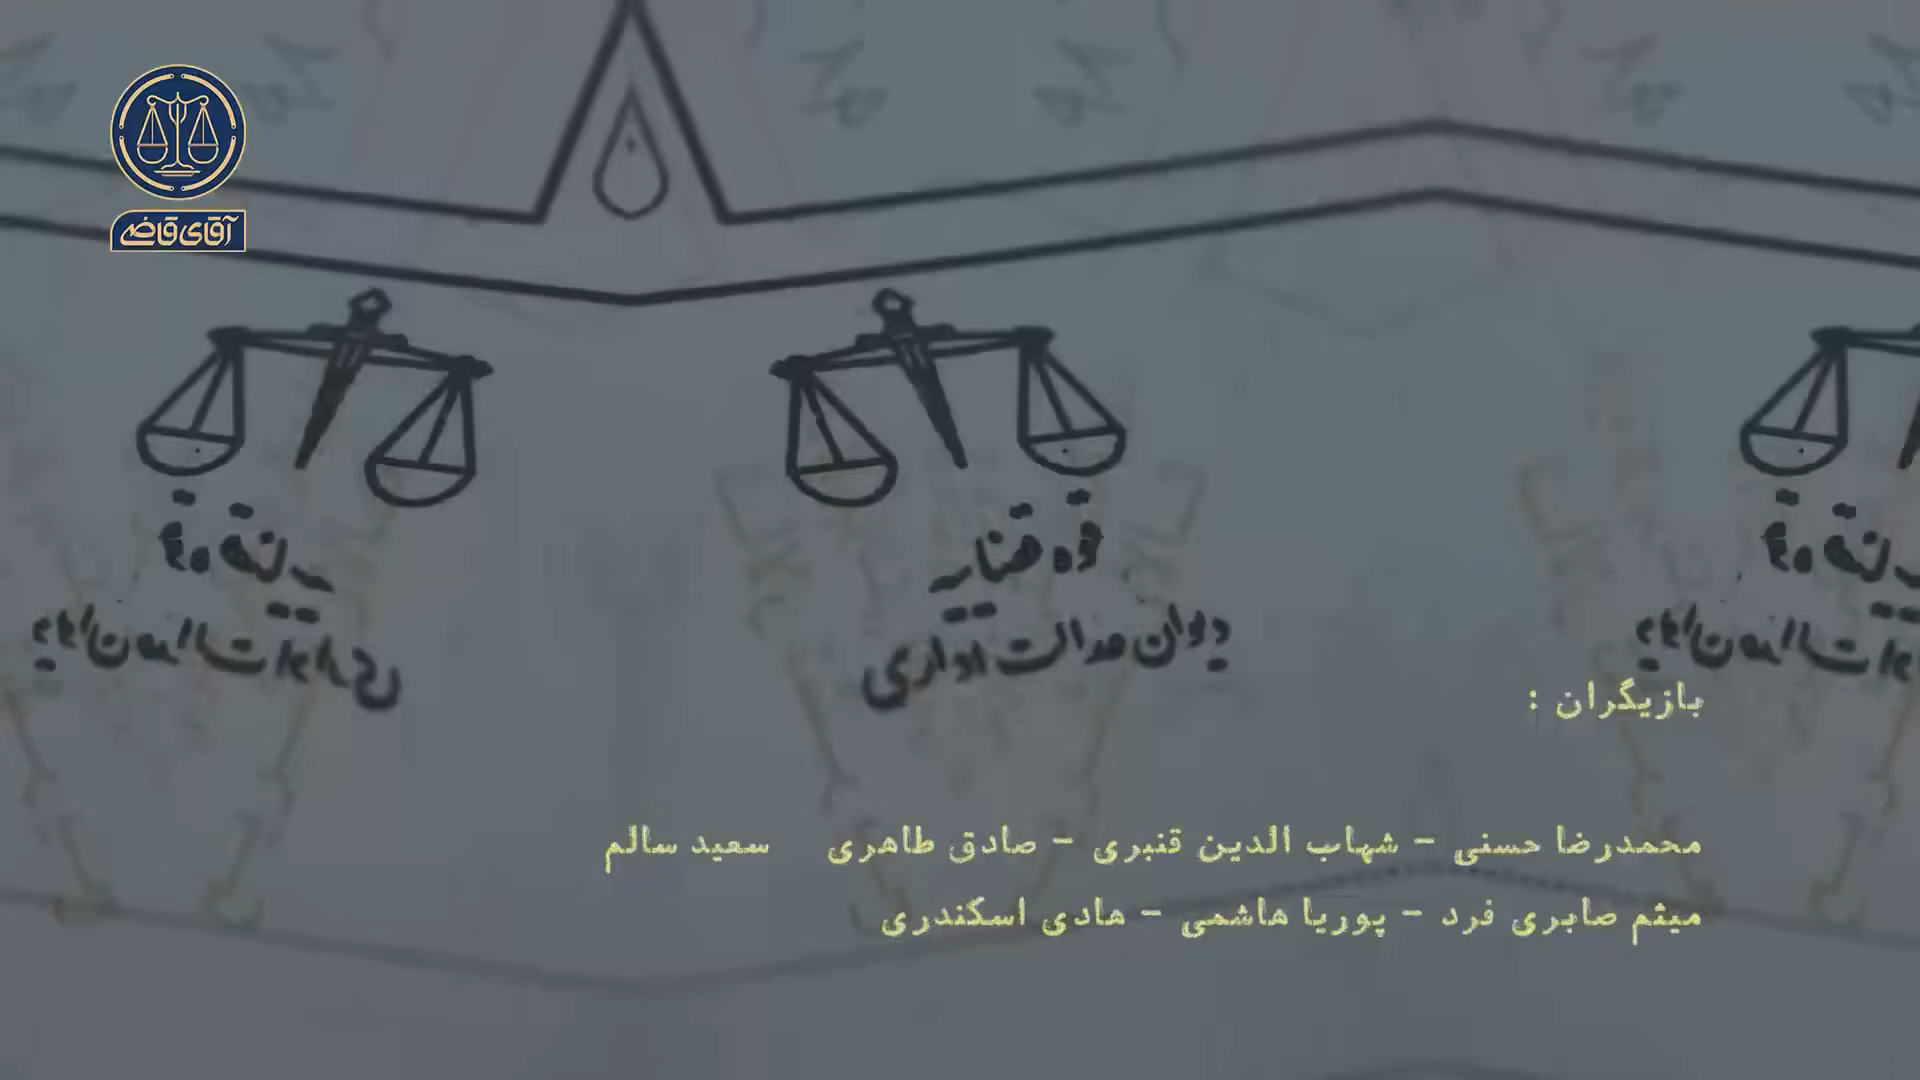 آقای قاضی
قوه قضاییه
دیوان عدالت اداری
بازیگران :
محمدرضا حسنی - شهاب الدین قنبری - صادق طاهری سعید سالم
میثم صابری فرد - پوریا هاشمی - هادی اسکندری